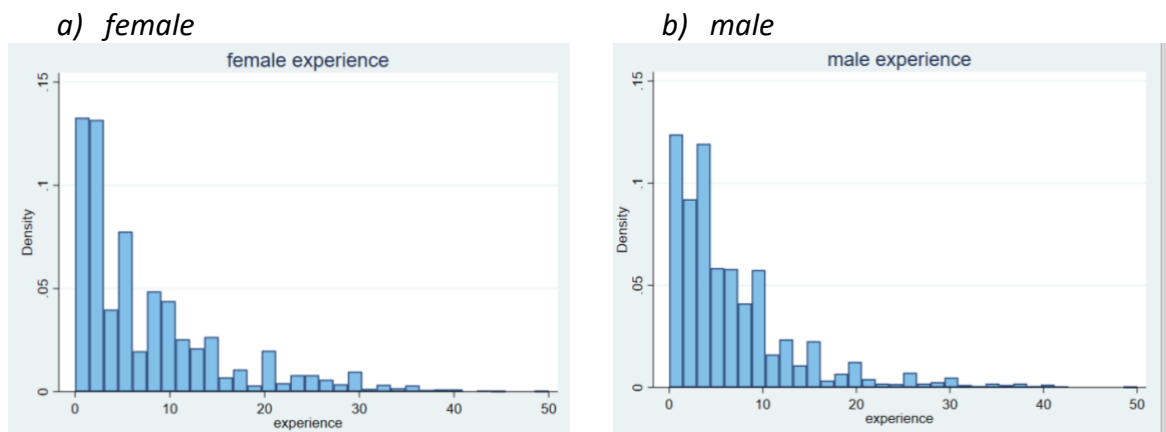 a) female
b) male
female experience
.15
.1
.05
0
Density
0 10 20 30 40 50
experience
male experience
.15
.1
.05
0
Density
0 10 20 30 40 50
experience